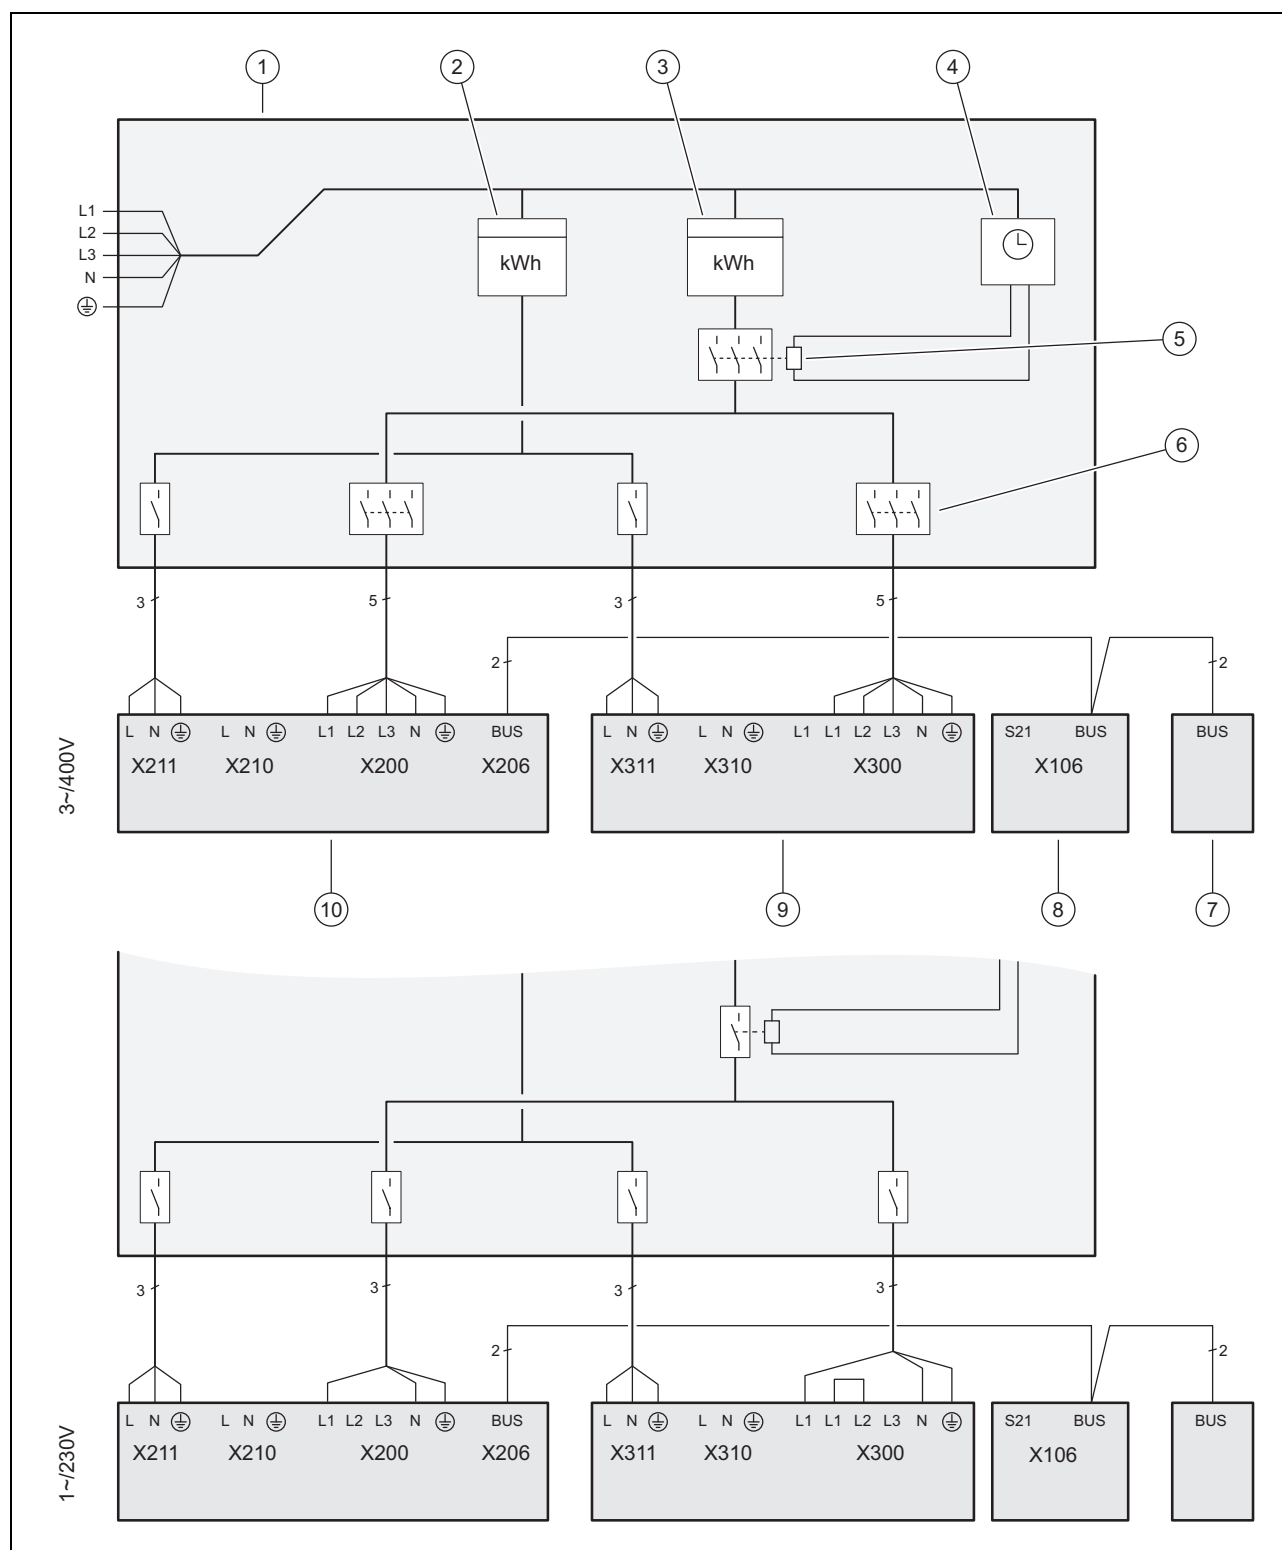 1 2 3 4
L1
L2
L3
N
kWh kWh
5
6
3 5 3 5
2 2
L N L N L1 L2 L3 N BUS L N L N L1 L1 L2 L3 N S21 BUS BUS
X211 X210 X200 X206 X311 X310 X300 X106
3~/400V
10 9 8 7
3 3 3 3
2 2
L N L N L1 L2 L3 N BUS L N L N L1 L1 L2 L3 N S21 BUS BUS
X211 X210 X200 X206 X311 X310 X300 X106
1~/230V